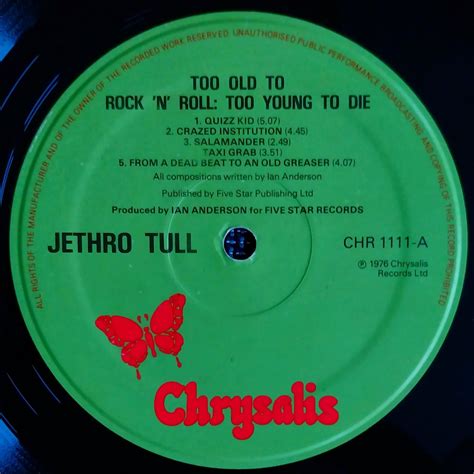 ALL RIGHTS OF THE MANUFACTURER AND OF THE OWNER OF THE RECORDED WORK RESERVED. UNAUTHORISED PUBLIC PERFORMANCE, BROADCASTING AND COPYING OF THIS RECORD PROHIBITED
TOO OLD TO
ROCK 'N' ROLL: TOO YOUNG TO DIE
1. QUIZZ KID (5.07)
2. CRAZED INSTITUTION (4.45)
3. SALAMANDER (2.49)
TAXI GRAB (3.51)
5. FROM A DEAD BEAT TO AN OLD GREASER (4.07)
All compositions written by Ian Anderson
Published by Five Star Publishing Ltd
Produced by IAN ANDERSON for FIVE STAR RECORDS
JETHRO TULL
CHR 1111-A
℗ 1976 Chrysalis
Records Ltd
Chrysalis